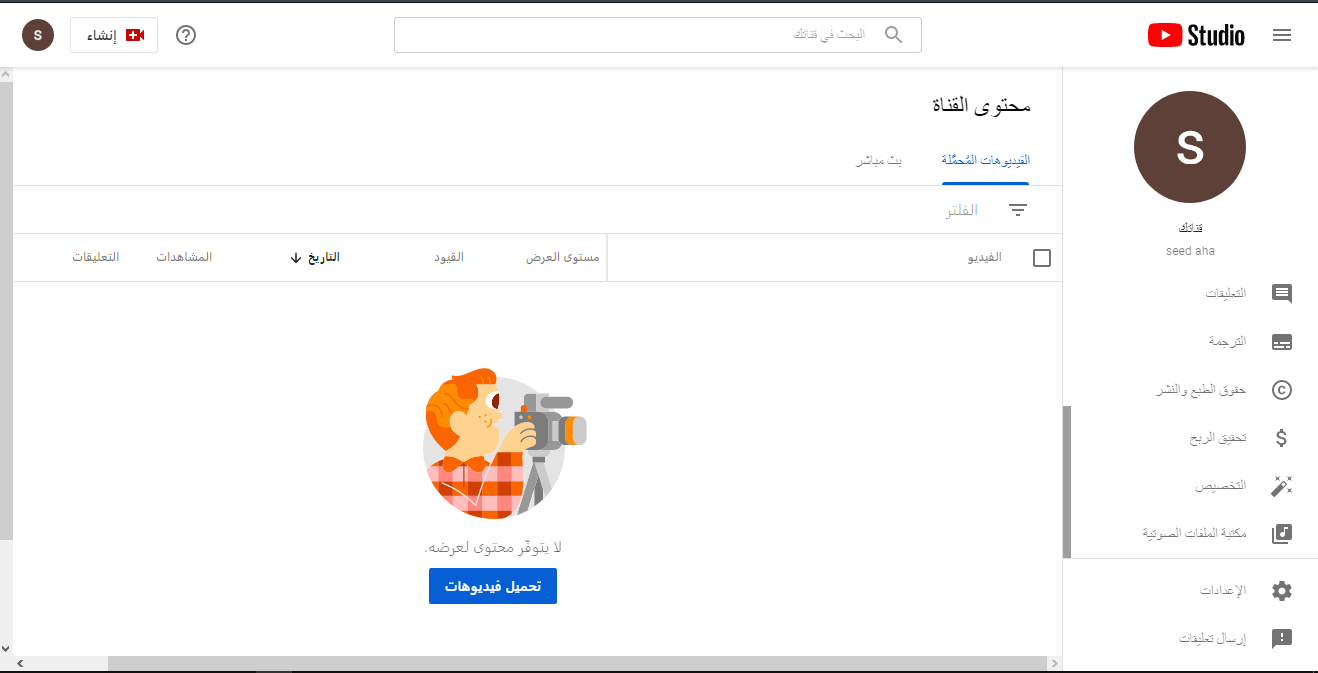 Studio
البحث في قناتك
إنشاء
S
S
قناتك
seed aha
التعليقات
الترجمة
حقوق الطبع والنشر
تحقيق الربح
التخصيص
مكتبة الملفات الصوتية
الإعدادات
إرسال تعليقات
محتوى القناة
الفيديوهات المُحمَّلة
بث مباشر
الفلتر
الفيديو
مستوى العرض
القيود
التاريخ
المشاهدات
التعليقات
لا يتوفّر محتوى لعرضه.
تحميل فيديوهات